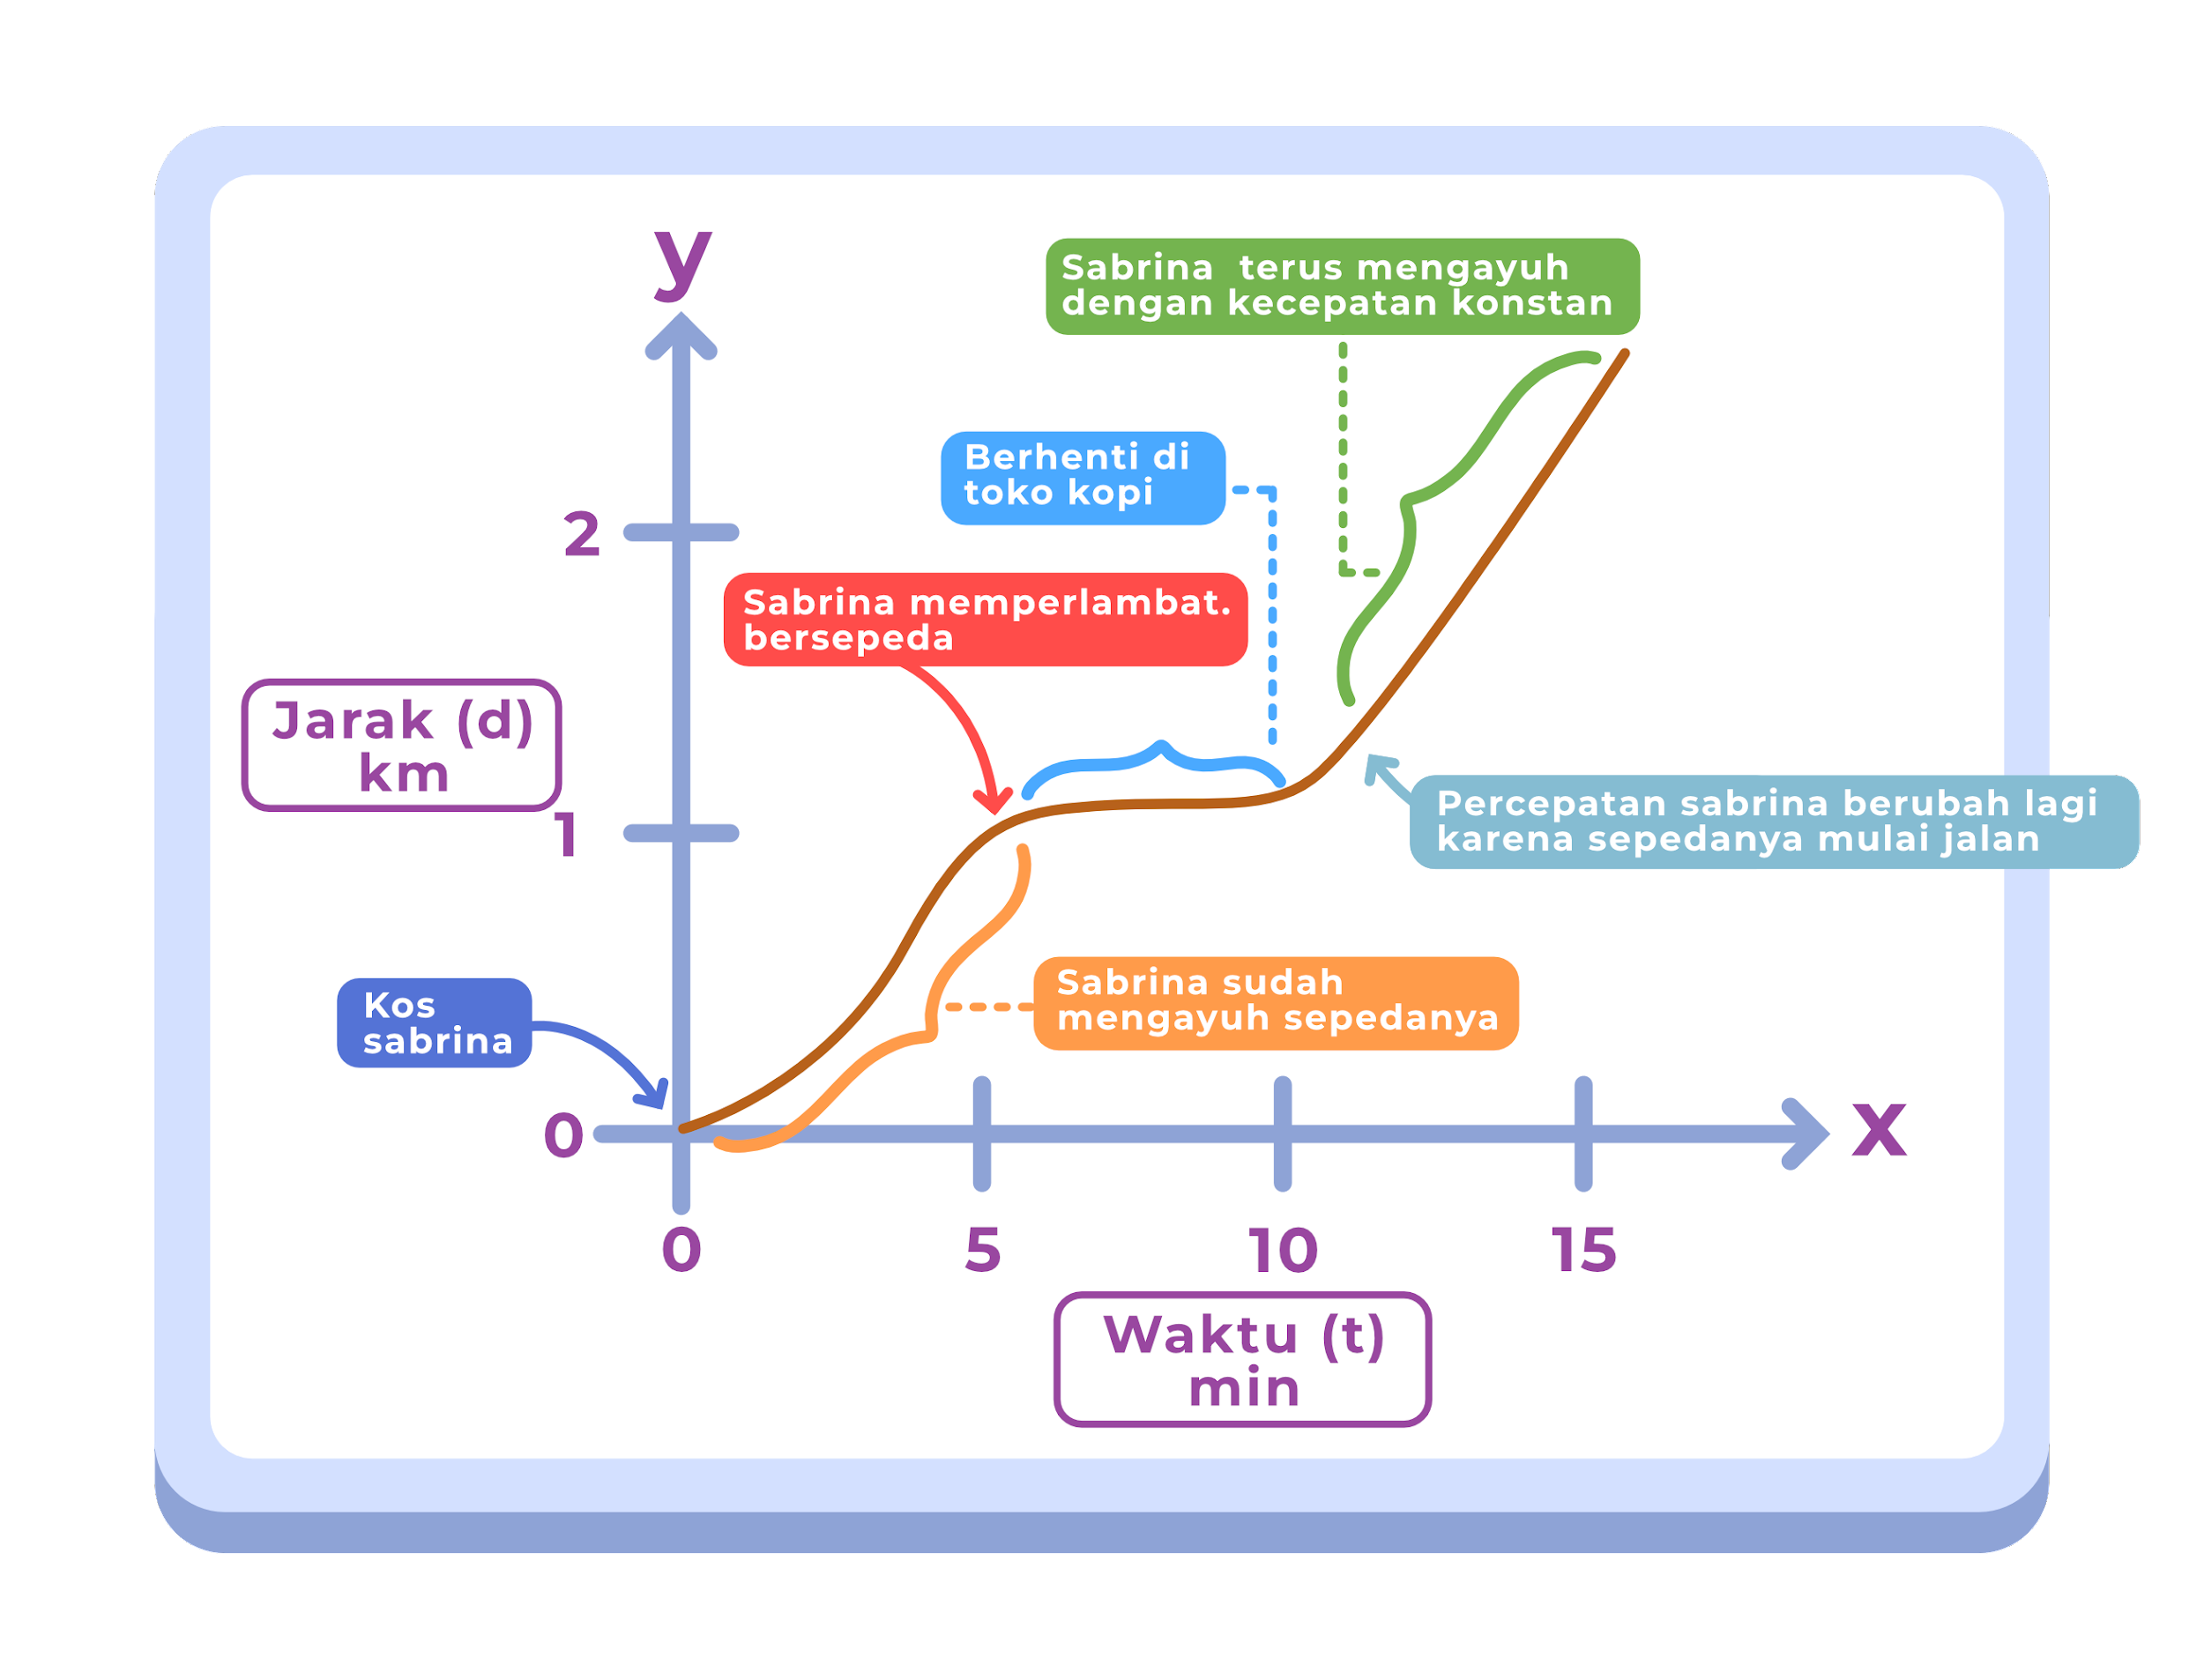 y
Sabrina terus mengayuh
dengan kecepatan konstan
Berhenti di
toko kopi
2
Sabrina memperlambat.
bersepeda
Jarak (d)
km
1
Percepatan sabrina berubah lagi
karena sepedanya mulai jalan
Kos
sabrina
Sabrina sudah
mengayuh sepedanya
0
x
0
5
10
15
Waktu (t)
min